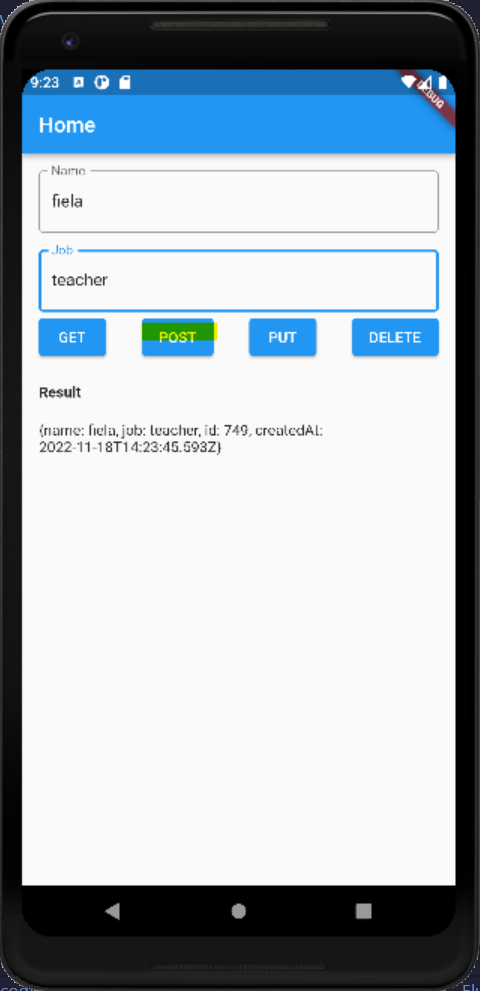 9:23
DEBUG
Home
Name
fiela
Job
teacher
GET POST PUT DELETE
Result
{name: fiela, job: teacher, id: 749, createdAt:
2022-11-18T14:23:45.593Z}